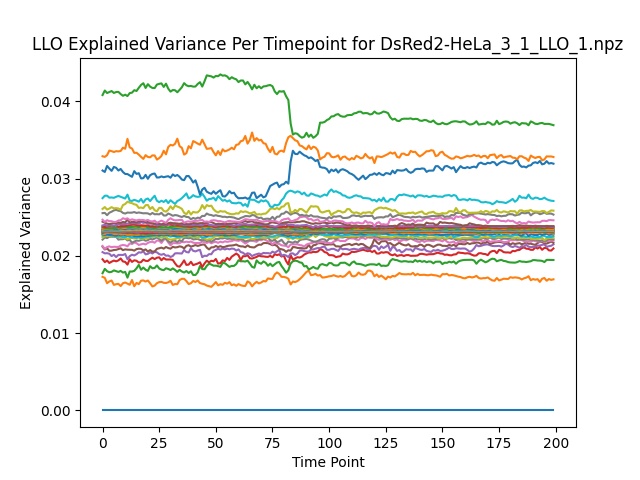 LLO Explained Variance Per Timepoint for DsRed2-HeLa_3_1_LLO_1.npz
Explained Variance
0.04
0.03
0.02
0.01
0.00
0 25 50 75 100 125 150 175 200
Time Point